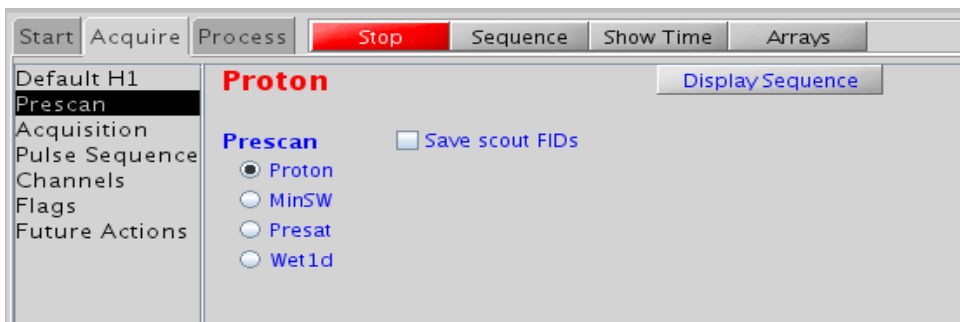 Start Acquire Process Stop Sequence Show Time Arrays
Default H1
Prescan
Acquisition
Pulse Sequence
Channels
Flags
Future Actions
Proton Display Sequence
Prescan Save scout FIDs
Proton
MinSW
Presat
Wet1d